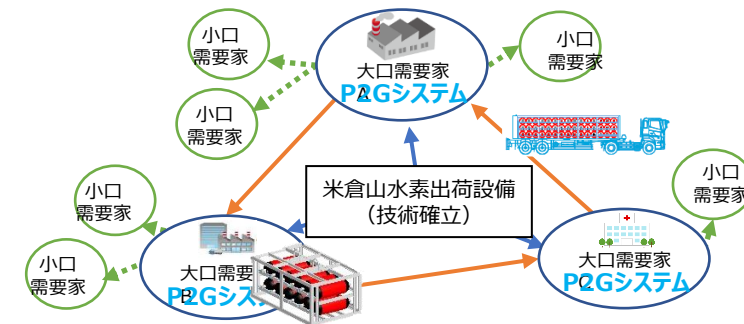 小口
需要家
小口
需要家
大口需要家
A
P2Gシステム
小口
需要家
小口
需要家
米倉山水素出荷設備
(技術確立)
小口
需要家
小口
需要家
大口需要
B
P2Gシステ
大口需要家
C
P2Gシステム